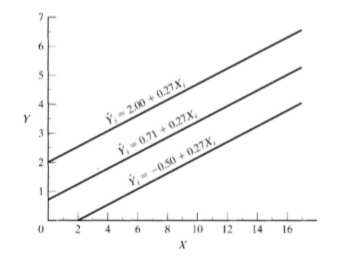 7
6
5
Y 4
3
2
1
0 2 4 6 8 10 12 14 16
X
Ŷᵢ = 2.00 + 0.27Xᵢ
Ŷᵢ = 0.71 + 0.27Xᵢ
Ŷᵢ = −0.50 + 0.27Xᵢ